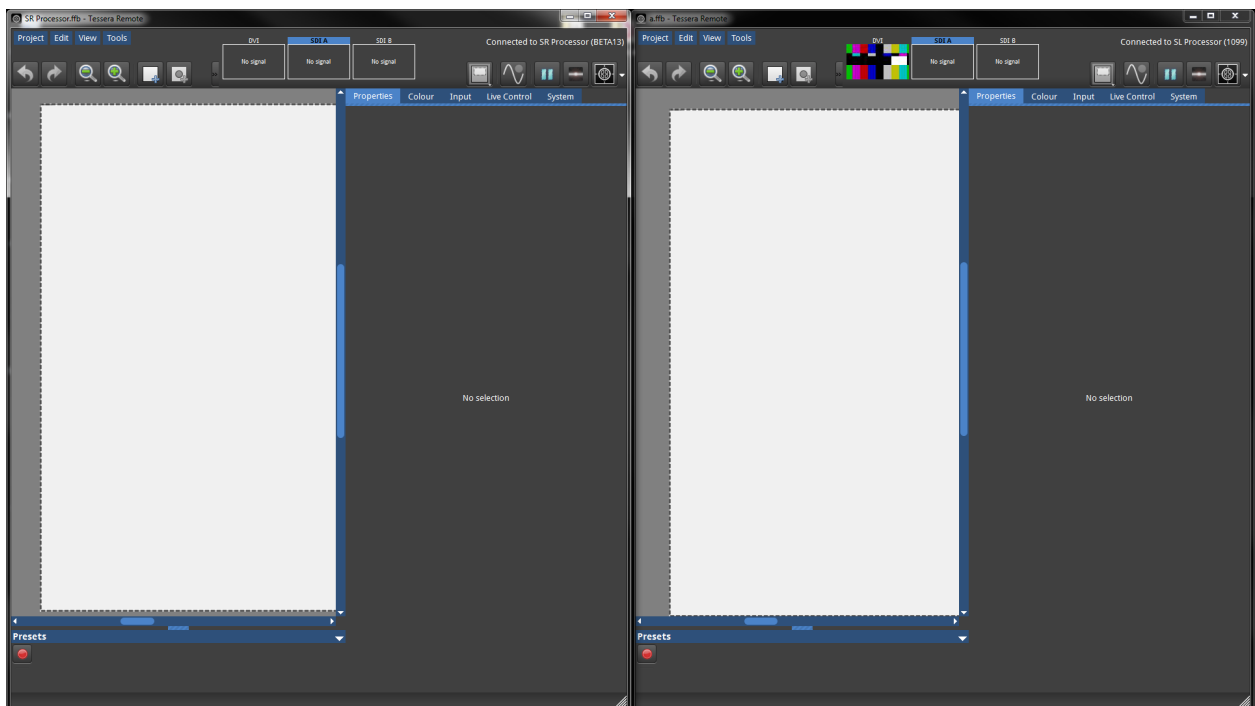 SR Processor.ffb - Tessera Remote
Project Edit View Tools
DVI SDI A SDI B
No signal No signal No signal
Connected to SR Processor (BETA13)
Properties Colour Input Live Control System
No selection
Presets
a.ffb - Tessera Remote
Project Edit View Tools
DVI SDI A SDI B
No signal No signal
Connected to SL Processor (1099)
Properties Colour Input Live Control System
No selection
Presets